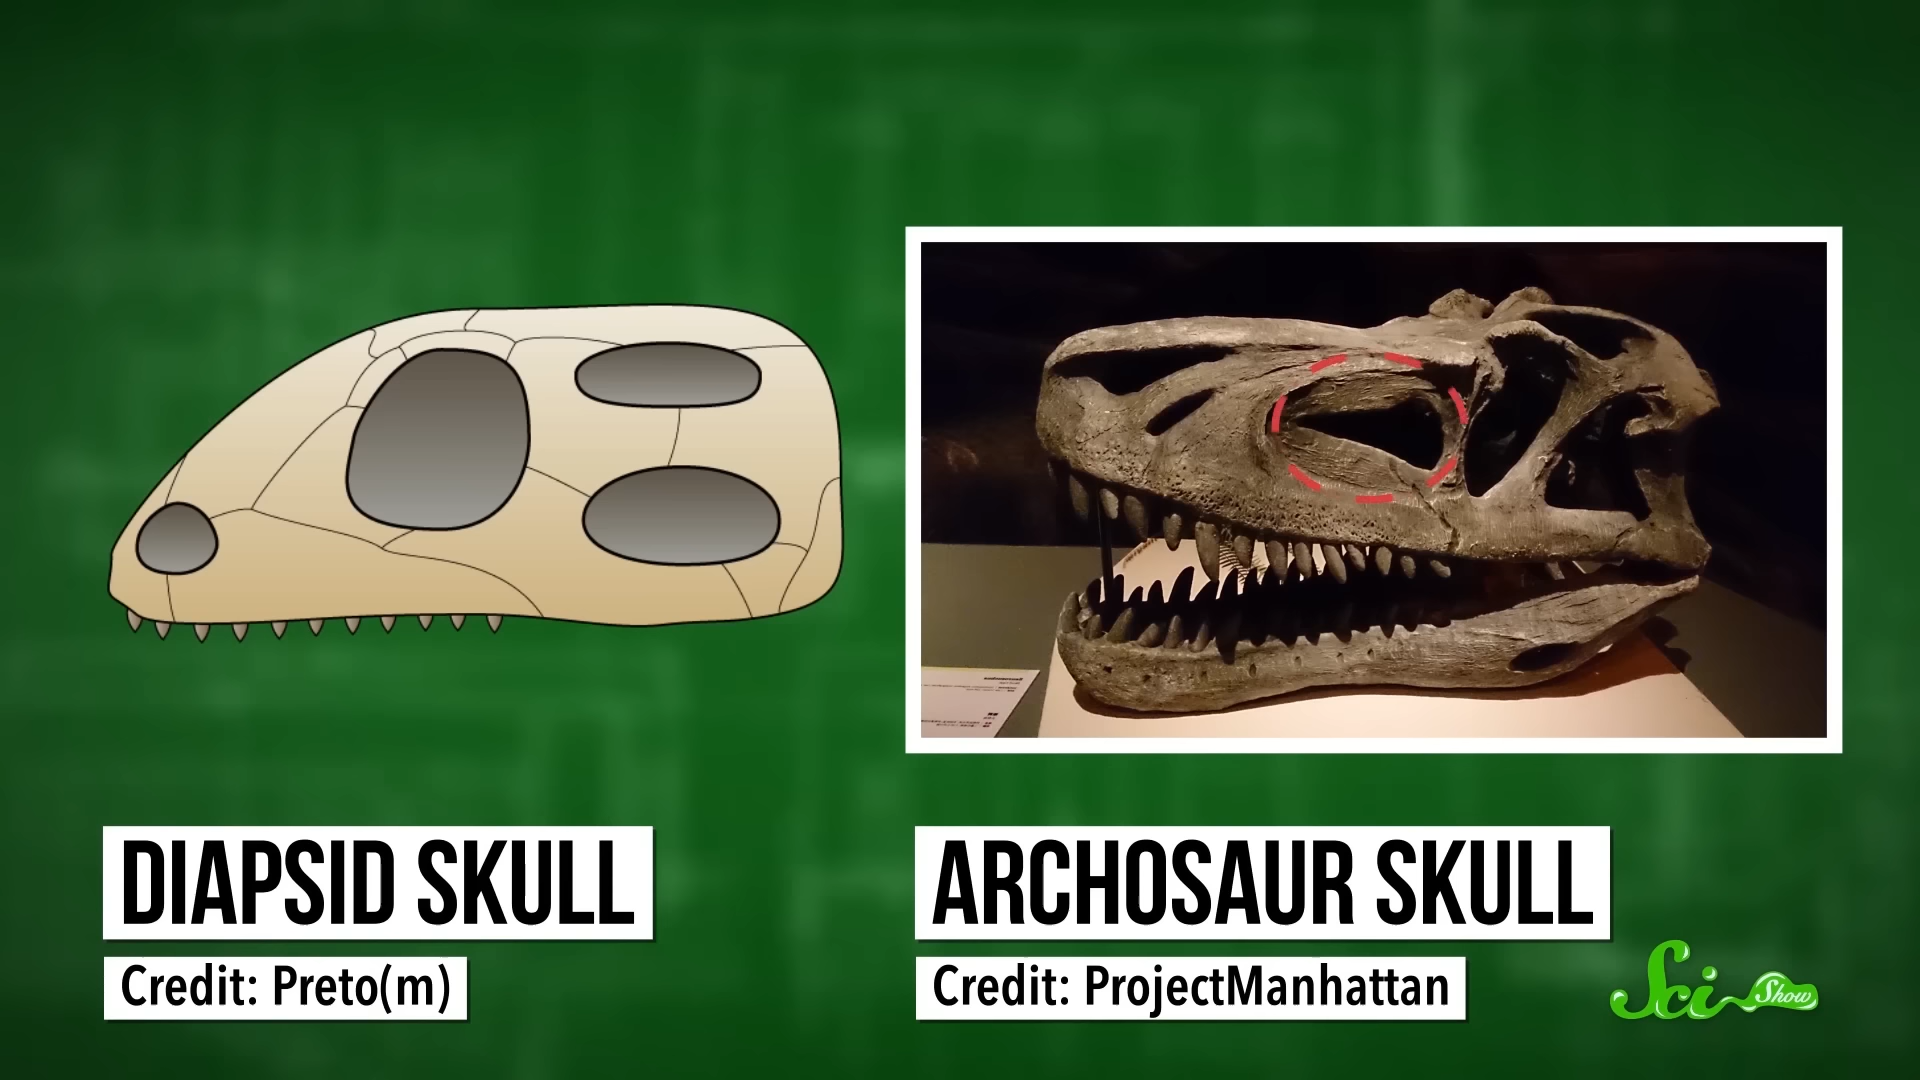 DIAPSID SKULL
Credit: Preto(m)
ARCHOSAUR SKULL
Credit: ProjectManhattan
Sci Show